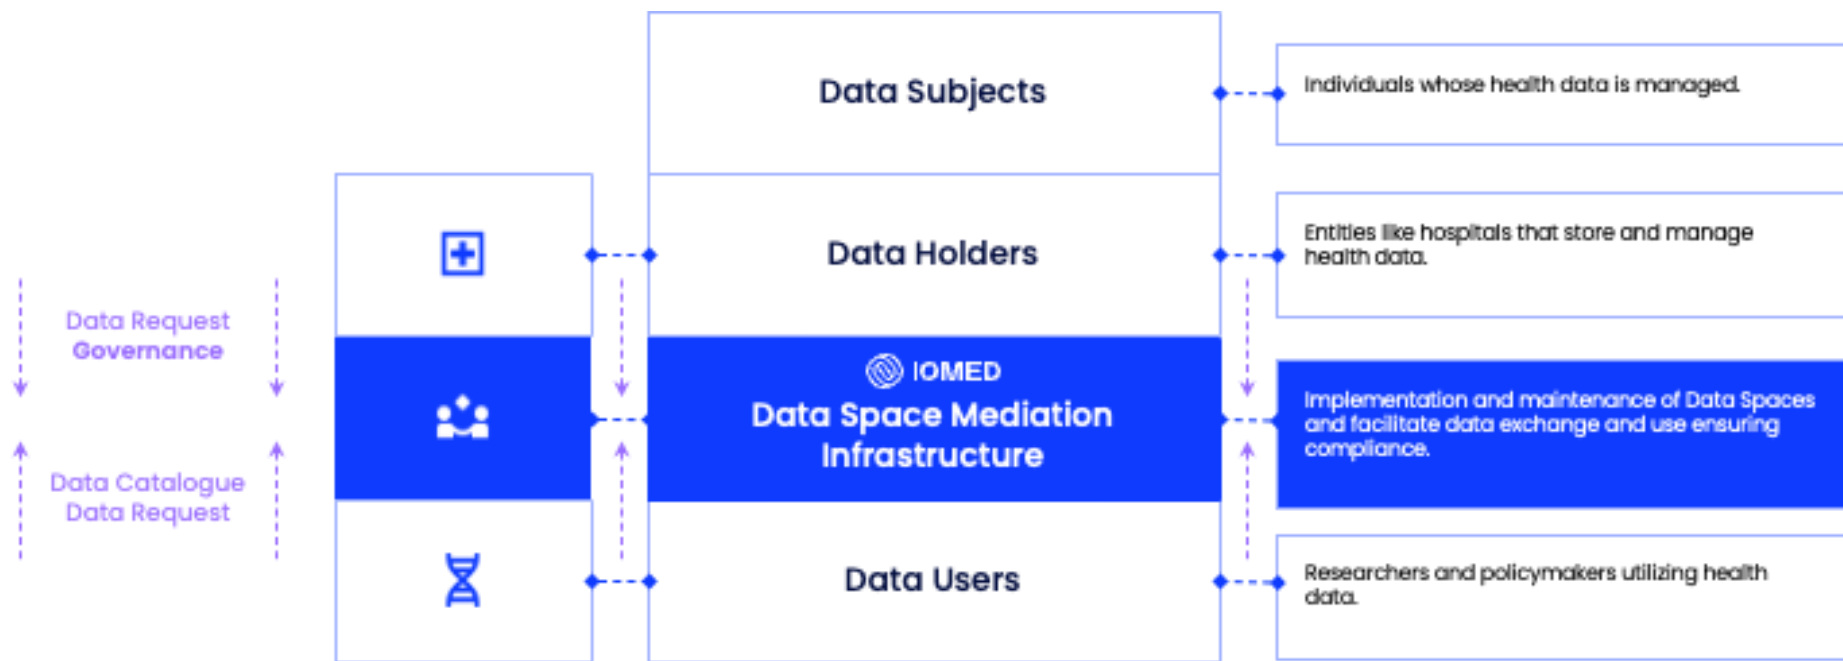 Data Subjects
Individuals whose health data is managed.
Data Holders
Entities like hospitals that store and manage
health data.
Data Request
Governance
IOMED
Data Space Mediation
Infrastructure
Implementation and maintenance of Data Spaces
and facilitate data exchange and use ensuring
compliance.
Data Catalogue
Data Request
Data Users
Researchers and policymakers utilizing health
data.